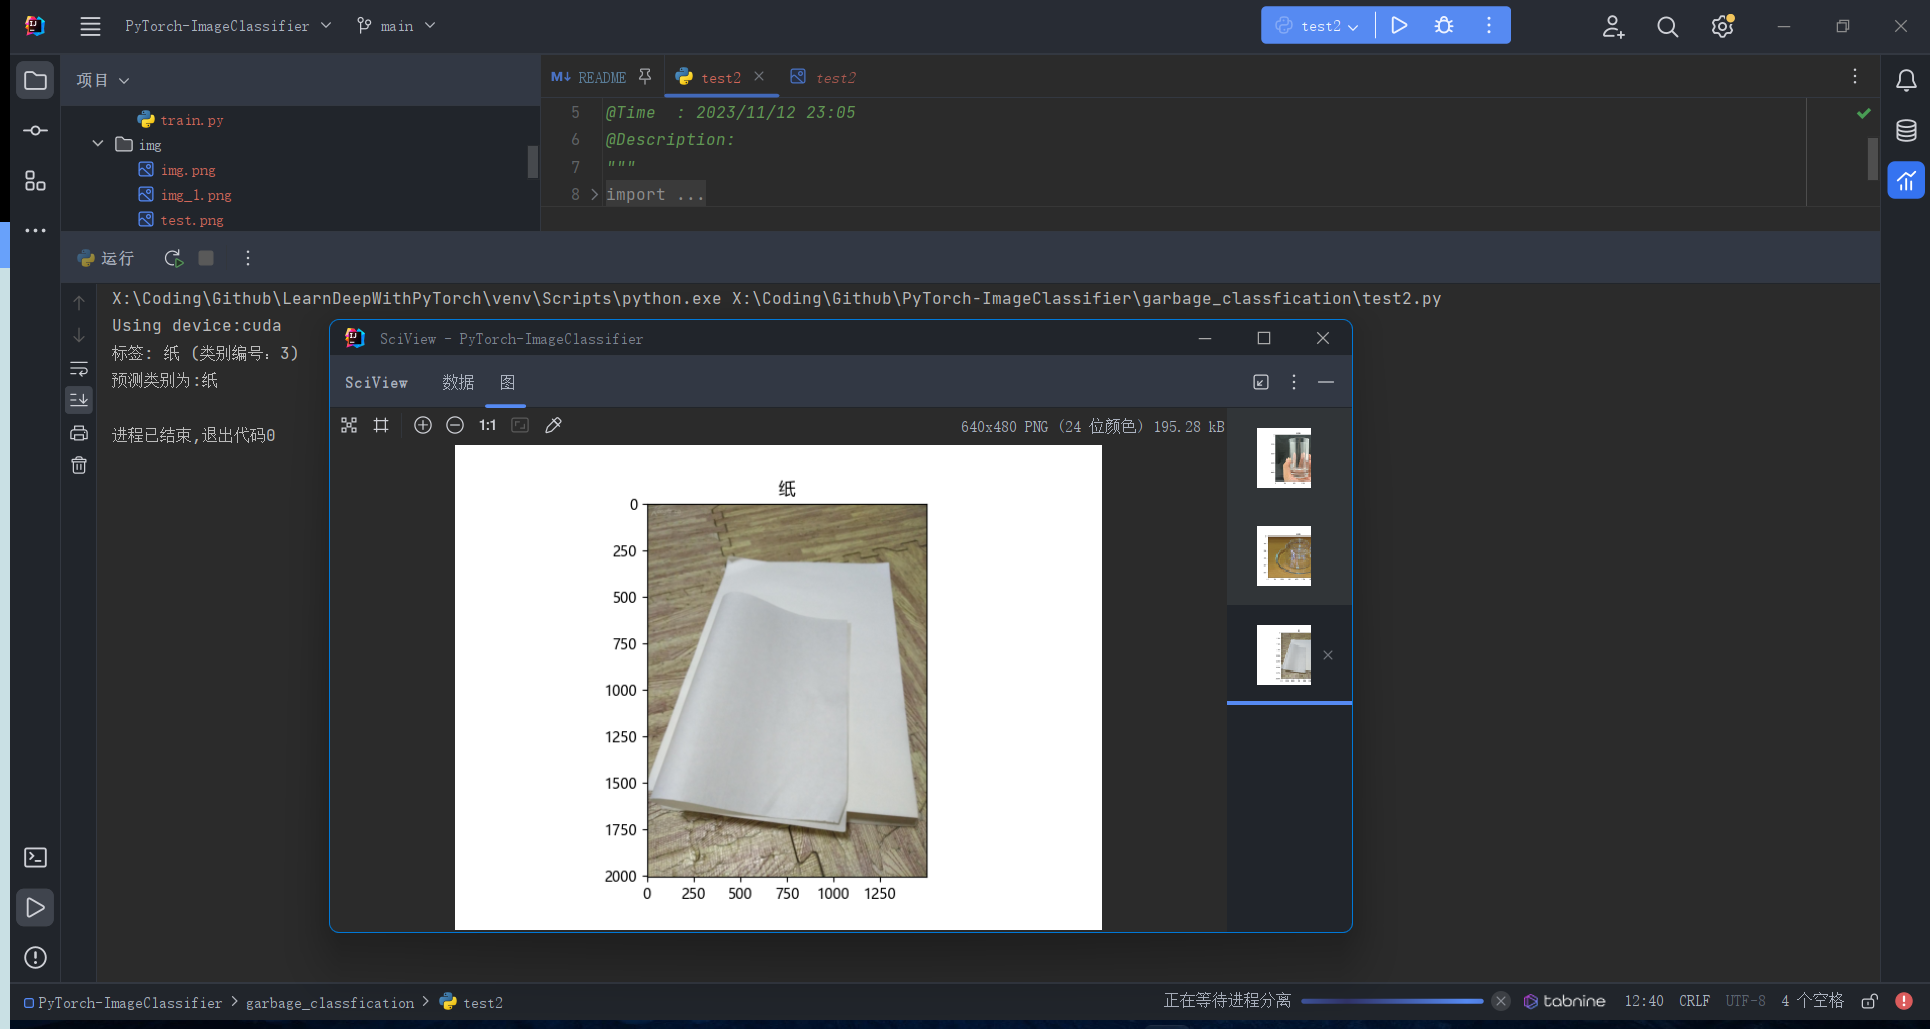 PyTorch-ImageClassifier
main
test2
项目
README
test2
test2
train.py
img
img.png
img_1.png
test.png
5 @Time  : 2023/11/12 23:05
6 @Description:
7 """
8 import ...
运行
X:\Coding\Github\LearnDeepWithPyTorch\venv\Scripts\python.exe X:\Coding\Github\PyTorch-ImageClassifier\garbage_classfication\test2.py
Using device:cuda
标签: 纸 (类别编号: 3)
预测类别为:纸
进程已结束,退出代码0
SciView - PyTorch-ImageClassifier
SciView 数据 图
1:1
640x480 PNG (24 位颜色) 195.28 kB
纸
0
250
500
750
1000
1250
1500
1750
2000
0 250 500 750 1000 1250
PyTorch-ImageClassifier > garbage_classfication > test2
正在等待进程分离
tabnine
12:40 CRLF UTF-8 4 个空格